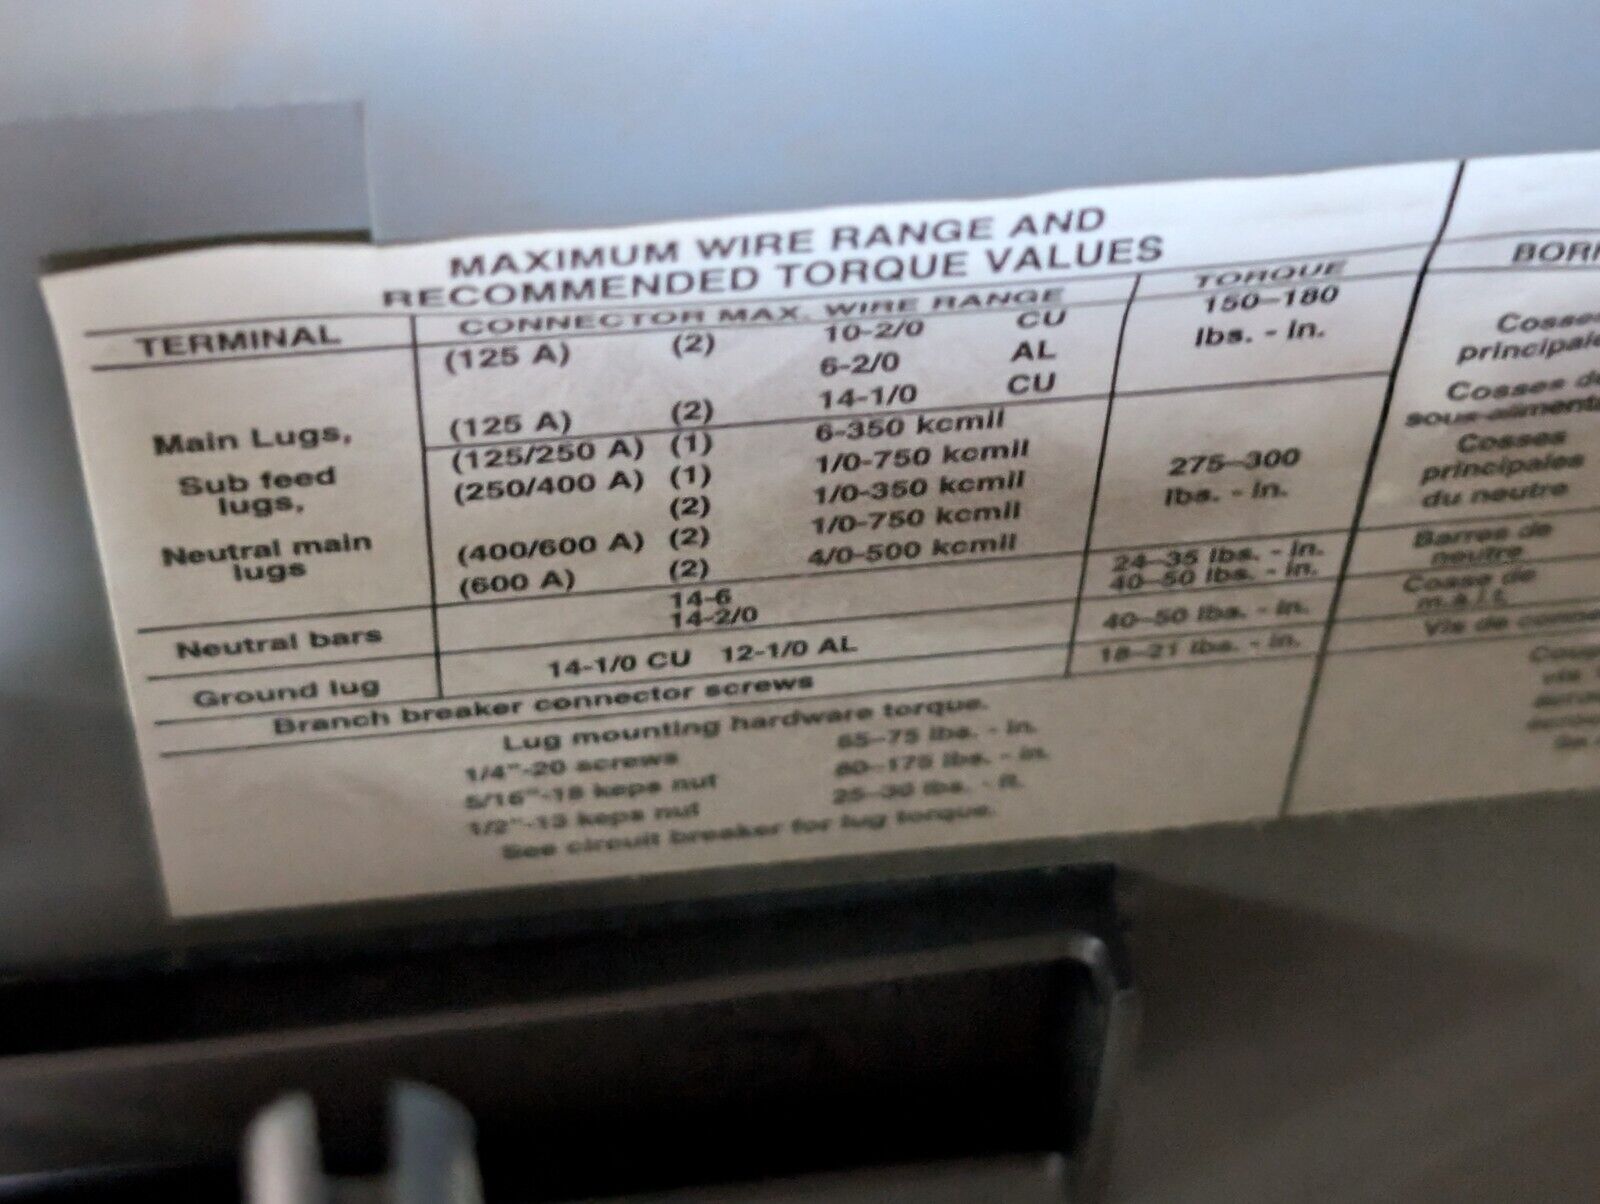 MAXIMUM WIRE RANGE AND
RECOMMENDED TORQUE VALUES
TERMINAL CONNECTOR MAX. WIRE RANGE TORQUE
Main Lugs,
Sub feed
lugs,
Neutral main
lugs
(125 A) (2) 10-2/0 CU
6-2/0 AL
(125 A) (2) 14-1/0 CU
150–180
lbs. - in.
(125/250 A) (1) 6-350 kcmil
(250/400 A) (1) 1/0-750 kcmil
(2) 1/0-350 kcmil
(400/600 A) (2) 1/0-750 kcmil
(600 A) (2) 4/0-500 kcmil
275–300
lbs. - in.
Neutral bars 14-6 24–35 lbs. - in.
14-2/0 40–50 lbs. - in.
Ground lug 14-1/0 CU 12-1/0 AL 40–50 lbs. - in.
Branch breaker connector screws 18–21 lbs. - in.
Lug mounting hardware torque.
1/4"-20 screws 65–75 lbs. - in.
5/16"-18 keps nut lbs. - in.
1/2"-13 keps nut 25–30 lbs. - ft.
See circuit breaker for lug torque.
BORN
Cosses
principales
Cosses de
sous-aliment
Cosses
principales
du neutre
Barres de
neutre
Cosse de
m.a.l.t.
Vis de